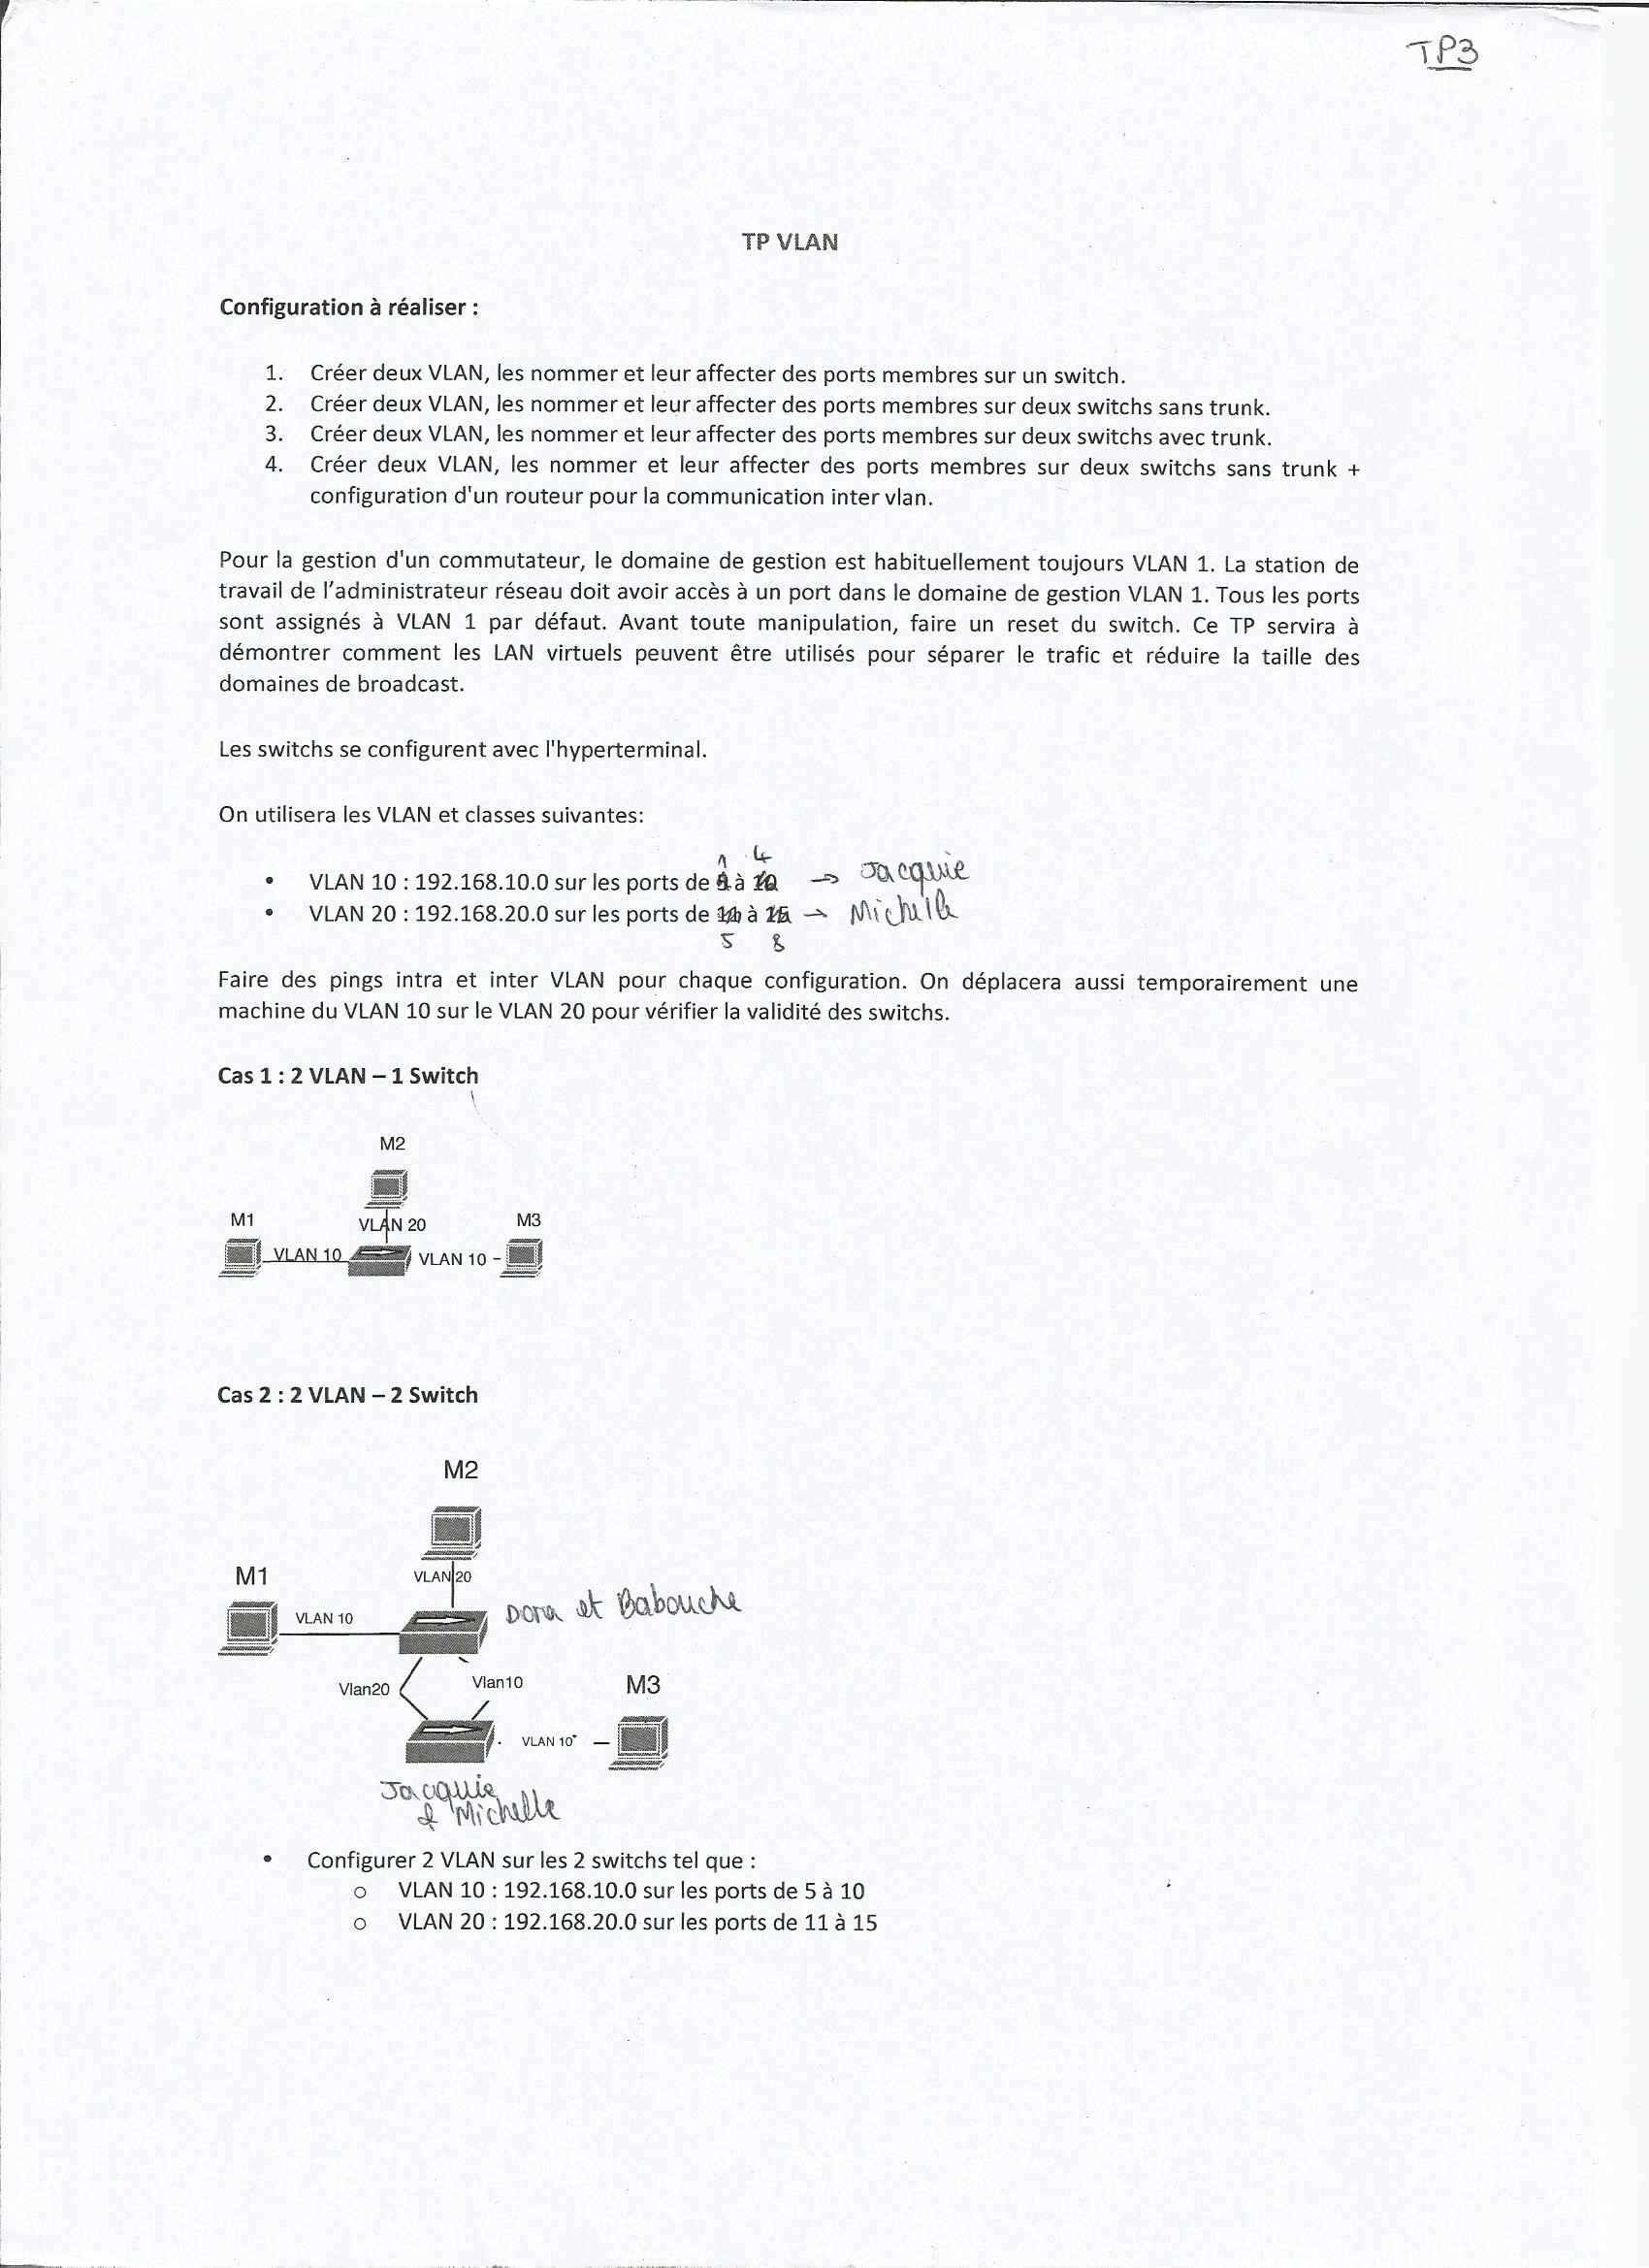 TP3
TP VLAN
Configuration à réaliser :
1. Créer deux VLAN, les nommer et leur affecter des ports membres sur un switch.
2. Créer deux VLAN, les nommer et leur affecter des ports membres sur deux switchs sans trunk.
3. Créer deux VLAN, les nommer et leur affecter des ports membres sur deux switchs avec trunk.
4. Créer deux VLAN, les nommer et leur affecter des ports membres sur deux switchs sans trunk +
configuration d'un routeur pour la communication inter vlan.
Pour la gestion d'un commutateur, le domaine de gestion est habituellement toujours VLAN 1. La station de
travail de l’administrateur réseau doit avoir accès à un port dans le domaine de gestion VLAN 1. Tous les ports
sont assignés à VLAN 1 par défaut. Avant toute manipulation, faire un reset du switch. Ce TP servira à
démontrer comment les LAN virtuels peuvent être utilisés pour séparer le trafic et réduire la taille des
domaines de broadcast.
Les switchs se configurent avec l'hyperterminal.
On utilisera les VLAN et classes suivantes:
1 4
• VLAN 10 : 192.168.10.0 sur les ports de 5 à 10 → Jacquie
• VLAN 20 : 192.168.20.0 sur les ports de 11 à 15 → Michelle
5 8
Faire des pings intra et inter VLAN pour chaque configuration. On déplacera aussi temporairement une
machine du VLAN 10 sur le VLAN 20 pour vérifier la validité des switchs.
Cas 1 : 2 VLAN – 1 Switch
M2
M1 VLAN 20 M3
VLAN 10 VLAN 10
Cas 2 : 2 VLAN – 2 Switch
M2
M1 VLAN 20
VLAN 10 Dora et Babouche
Vlan20 Vlan10 M3
VLAN 10
Jacquie
& Michelle
• Configurer 2 VLAN sur les 2 switchs tel que :
o VLAN 10 : 192.168.10.0 sur les ports de 5 à 10
o VLAN 20 : 192.168.20.0 sur les ports de 11 à 15